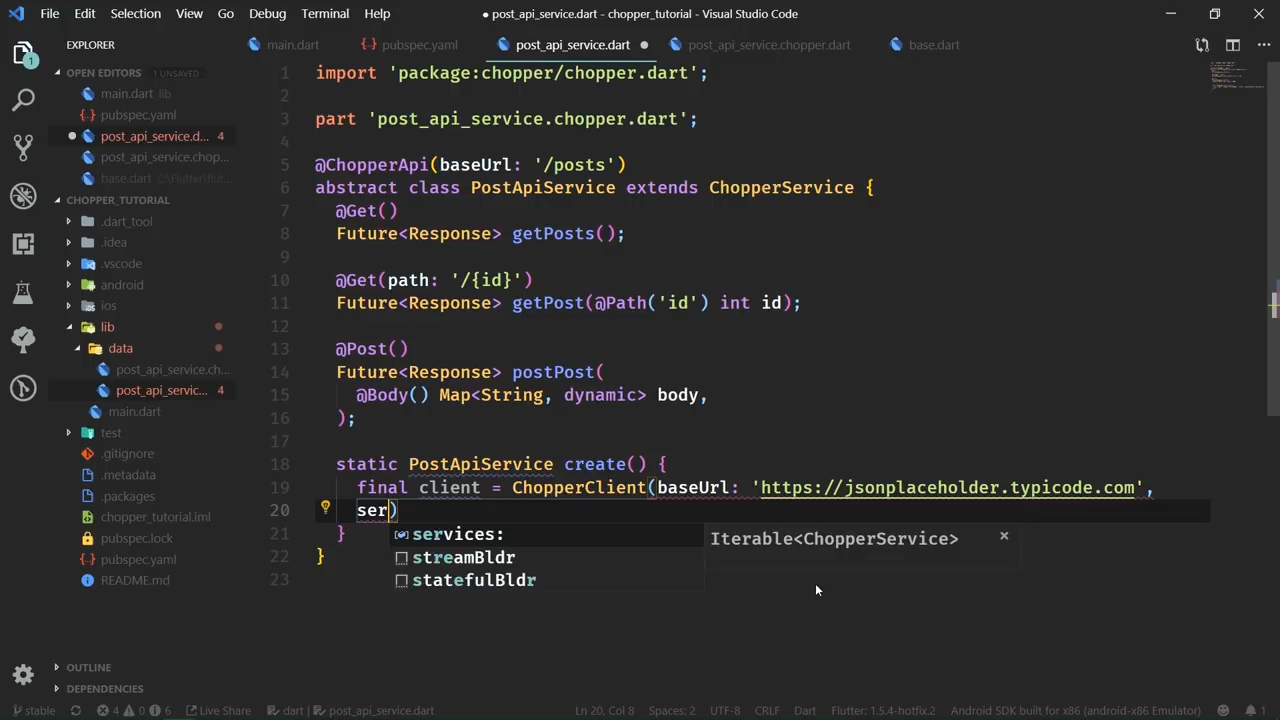 File Edit Selection View Go Debug Terminal Help
● post_api_service.dart - chopper_tutorial - Visual Studio Code
EXPLORER
main.dart
pubspec.yaml
post_api_service.dart
post_api_service.chopper.dart
base.dart
1
OPEN EDITORS 1 UNSAVED
main.dart lib
pubspec.yaml
post_api_service.d... 4
post_api_service.chop...
base.dart C:\Flutter\flut...
CHOPPER_TUTORIAL
.dart_tool
.idea
.vscode
android
ios
lib
data
post_api_service.ch...
post_api_servic... 4
main.dart
test
.gitignore
.metadata
.packages
chopper_tutorial.iml
pubspec.lock
pubspec.yaml
README.md
OUTLINE
DEPENDENCIES
1 import 'package:chopper/chopper.dart';
2
3 part 'post_api_service.chopper.dart';
4
5 @ChopperApi(baseUrl: '/posts')
6 abstract class PostApiService extends ChopperService {
7 @Get()
8 Future<Response> getPosts();
9
10 @Get(path: '/{id}')
11 Future<Response> getPost(@Path('id') int id);
12
13 @Post()
14 Future<Response> postPost(
15 @Body() Map<String, dynamic> body,
16 );
17
18 static PostApiService create() {
19 final client = ChopperClient(baseUrl: 'https://jsonplaceholder.typicode.com',
20 ser)
21 }
22 }
23
services:
streamBldr
statefulBldr
Iterable<ChopperService> ×
stable 4 0 6 Live Share dart | post_api_service.dart Ln 20, Col 8 Spaces: 2 UTF-8 CRLF Dart Flutter: 1.5.4-hotfix.2 Android SDK built for x86 (android-x86 Emulator) 1